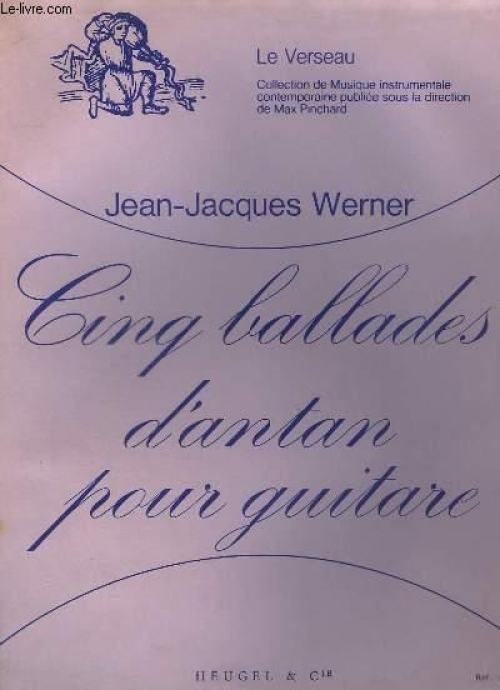 Le-livre.com
Le Verseau
Collection de Musique instrumentale
contemporaine publiée sous la direction
de Max Pinchard
Jean-Jacques Werner
Cinq ballades
d'antan
pour guitare
HEUGEL & Cie